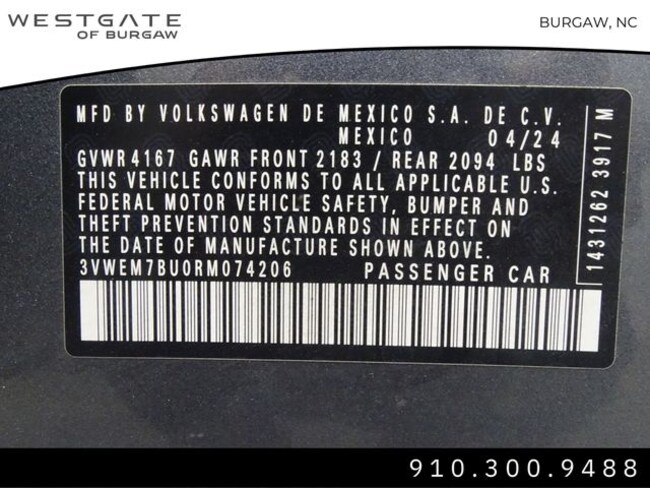 WESTGATE
OF BURGAW
BURGAW, NC
MFD BY VOLKSWAGEN DE MEXICO S.A. DE C.V.
MEXICO 04/24
GVWR 4167 GAWR FRONT 2183 / REAR 2094 LBS
THIS VEHICLE CONFORMS TO ALL APPLICABLE U.S.
FEDERAL MOTOR VEHICLE SAFETY, BUMPER AND
THEFT PREVENTION STANDARDS IN EFFECT ON
THE DATE OF MANUFACTURE SHOWN ABOVE.
3VWEM7BU0RM074206 PASSENGER CAR
1431262 3917 M
910.300.9488